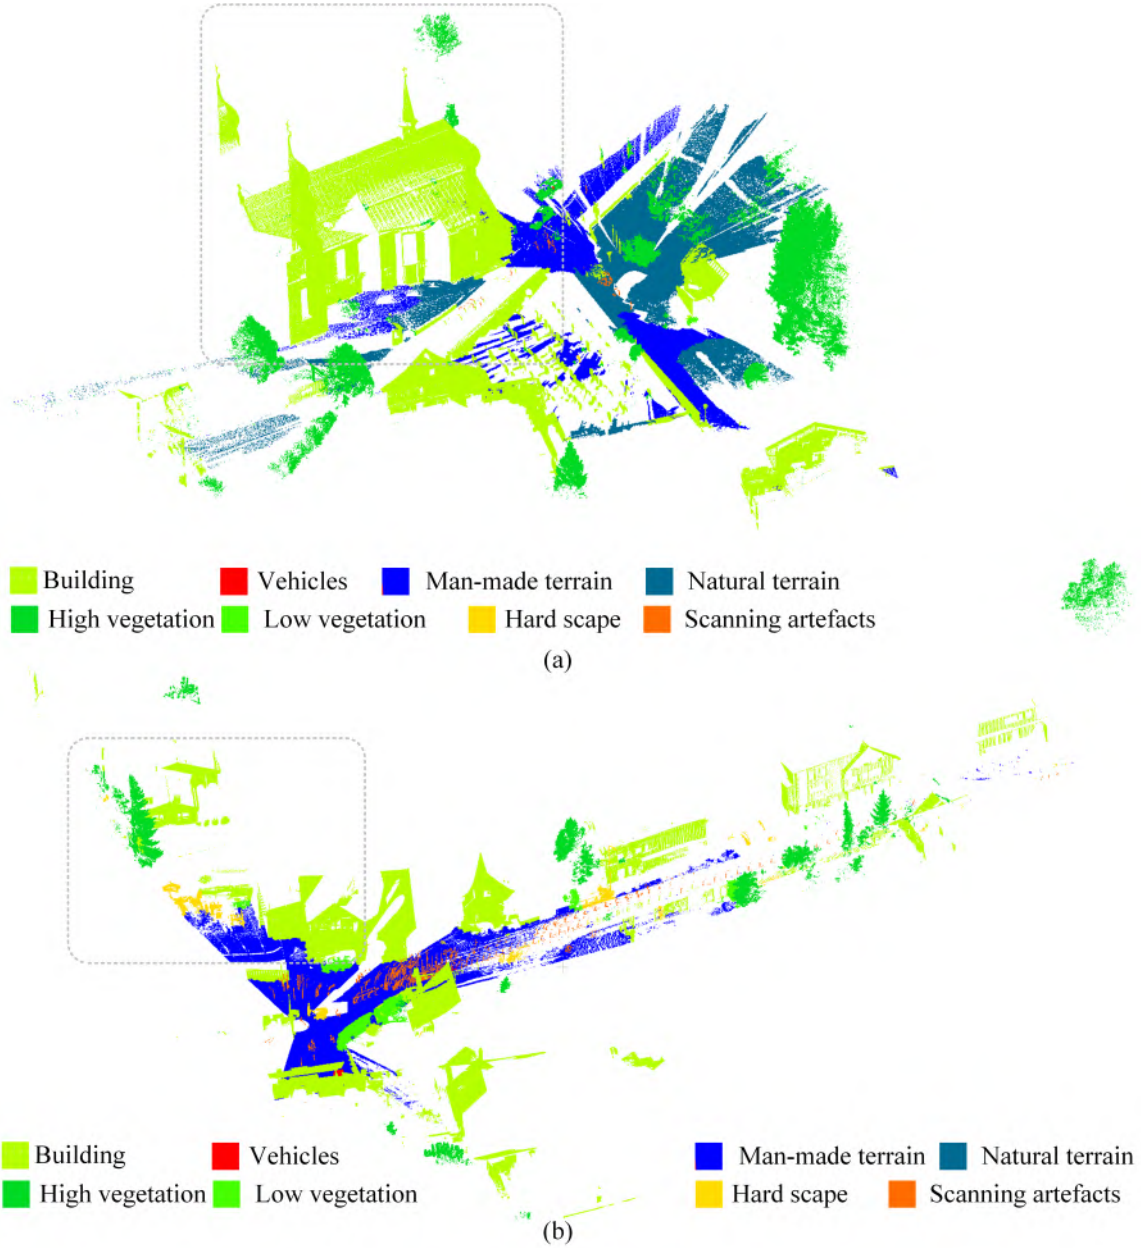 Building Vehicles Man-made terrain Natural terrain
High vegetation Low vegetation Hard scape Scanning artefacts
(a)
Building Vehicles Man-made terrain Natural terrain
High vegetation Low vegetation Hard scape Scanning artefacts
(b)